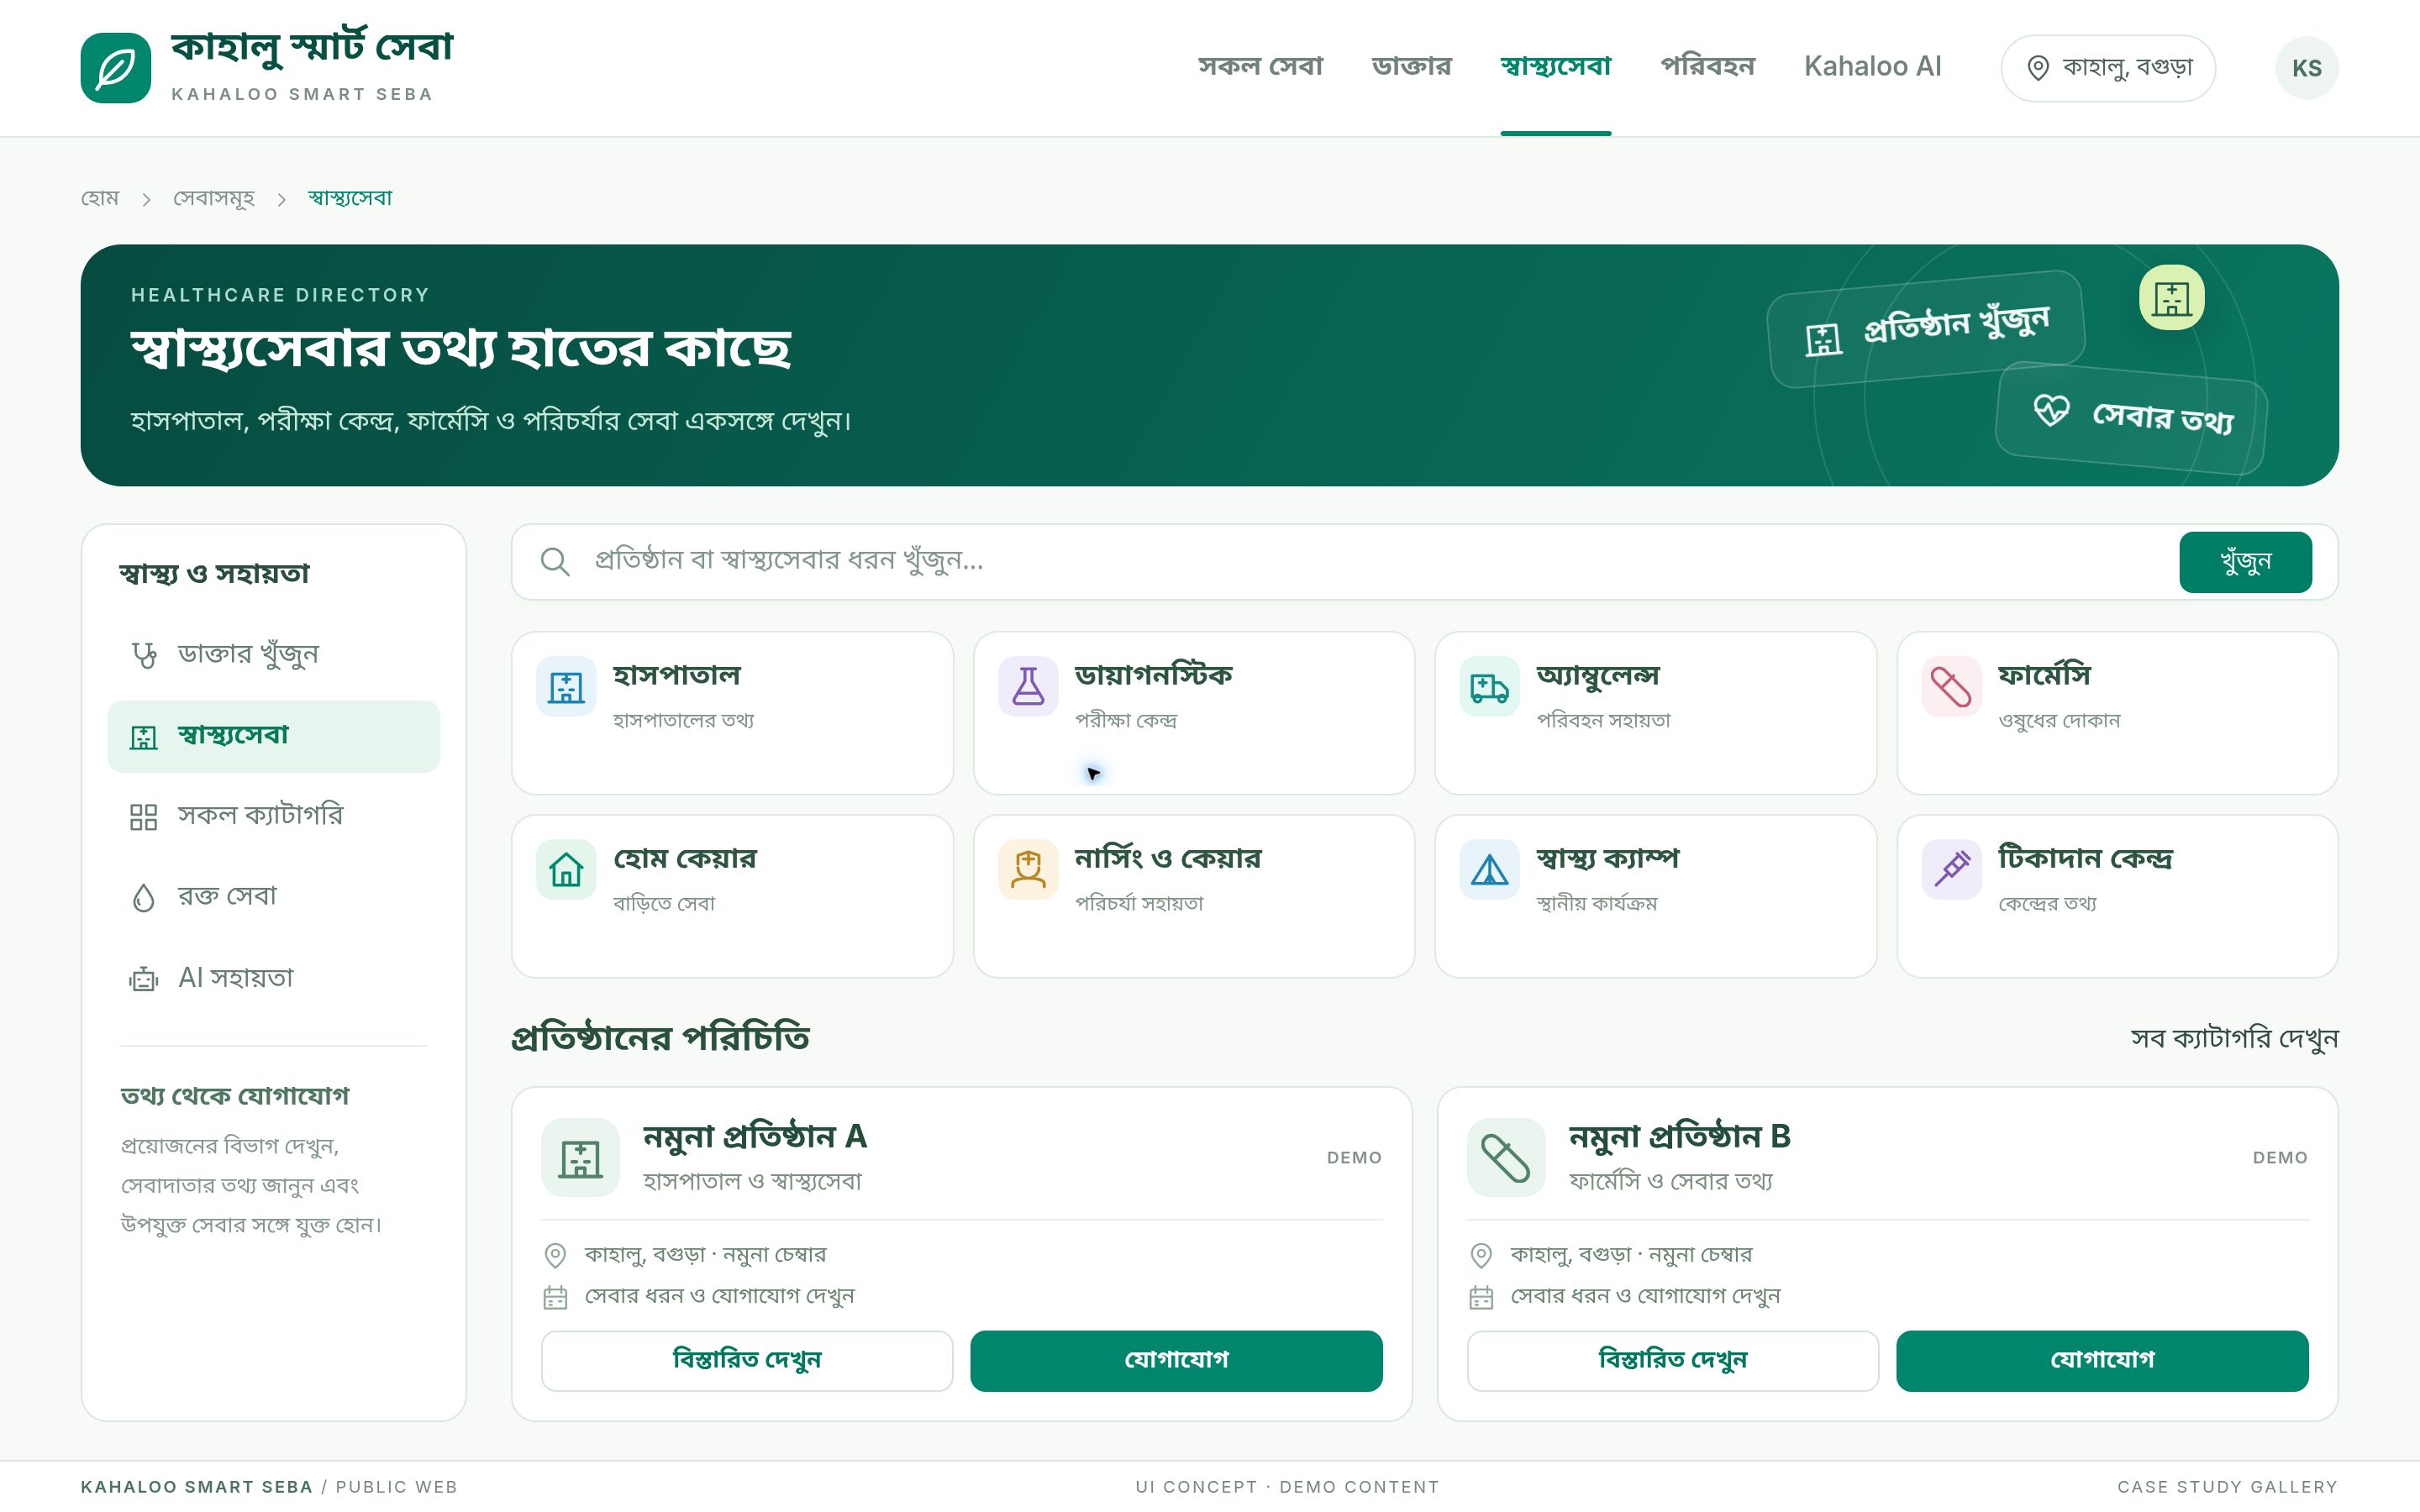 কাহালু স্মার্ট সেবা
KAHALOO SMART SEBA
সকল সেবা
ডাক্তার
স্বাস্থ্যসেবা
পরিবহন
Kahaloo AI
কাহালু, বগুড়া
KS
হোম > সেবাসমূহ > স্বাস্থ্যসেবা
HEALTHCARE DIRECTORY
স্বাস্থ্যসেবার তথ্য হাতের কাছে
হাসপাতাল, পরীক্ষা কেন্দ্র, ফার্মেসি ও পরিচর্যার সেবা একসঙ্গে দেখুন।
প্রতিষ্ঠান খুঁজুন
সেবার তথ্য
স্বাস্থ্য ও সহায়তা
ডাক্তার খুঁজুন
স্বাস্থ্যসেবা
সকল ক্যাটাগরি
রক্ত সেবা
AI সহায়তা
তথ্য থেকে যোগাযোগ
প্রয়োজনের বিভাগ দেখুন,
সেবাদাতার তথ্য জানুন এবং
উপযুক্ত সেবার সঙ্গে যুক্ত হোন।
প্রতিষ্ঠান বা স্বাস্থ্যসেবার ধরন খুঁজুন...
খুঁজুন
হাসপাতাল
হাসপাতালের তথ্য
ডায়াগনস্টিক
পরীক্ষা কেন্দ্র
অ্যাম্বুলেন্স
পরিবহন সহায়তা
ফার্মেসি
ওষুধের দোকান
হোম কেয়ার
বাড়িতে সেবা
নার্সিং ও কেয়ার
পরিচর্যা সহায়তা
স্বাস্থ্য ক্যাম্প
স্থানীয় কার্যক্রম
টিকাদান কেন্দ্র
কেন্দ্রের তথ্য
প্রতিষ্ঠানের পরিচিতি
সব ক্যাটাগরি দেখুন
নমুনা প্রতিষ্ঠান A
হাসপাতাল ও স্বাস্থ্যসেবা
DEMO
কাহালু, বগুড়া · নমুনা চেম্বার
সেবার ধরন ও যোগাযোগ দেখুন
বিস্তারিত দেখুন
যোগাযোগ
নমুনা প্রতিষ্ঠান B
ফার্মেসি ও সেবার তথ্য
DEMO
কাহালু, বগুড়া · নমুনা চেম্বার
সেবার ধরন ও যোগাযোগ দেখুন
বিস্তারিত দেখুন
যোগাযোগ
KAHALOO SMART SEBA / PUBLIC WEB
UI CONCEPT · DEMO CONTENT
CASE STUDY GALLERY